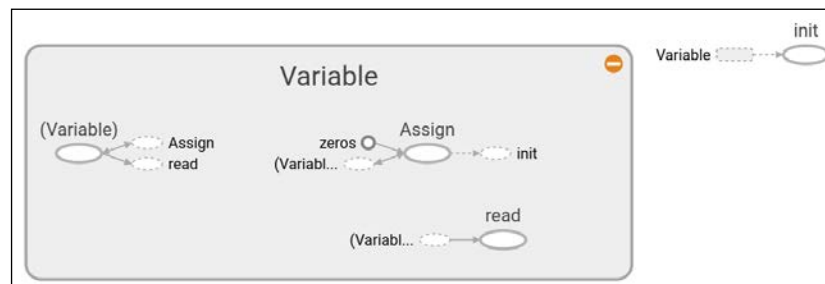 init
Variable
Variable
(Variable)
Assign
read
zeros
(Variabl...
Assign
init
read
(Variabl...